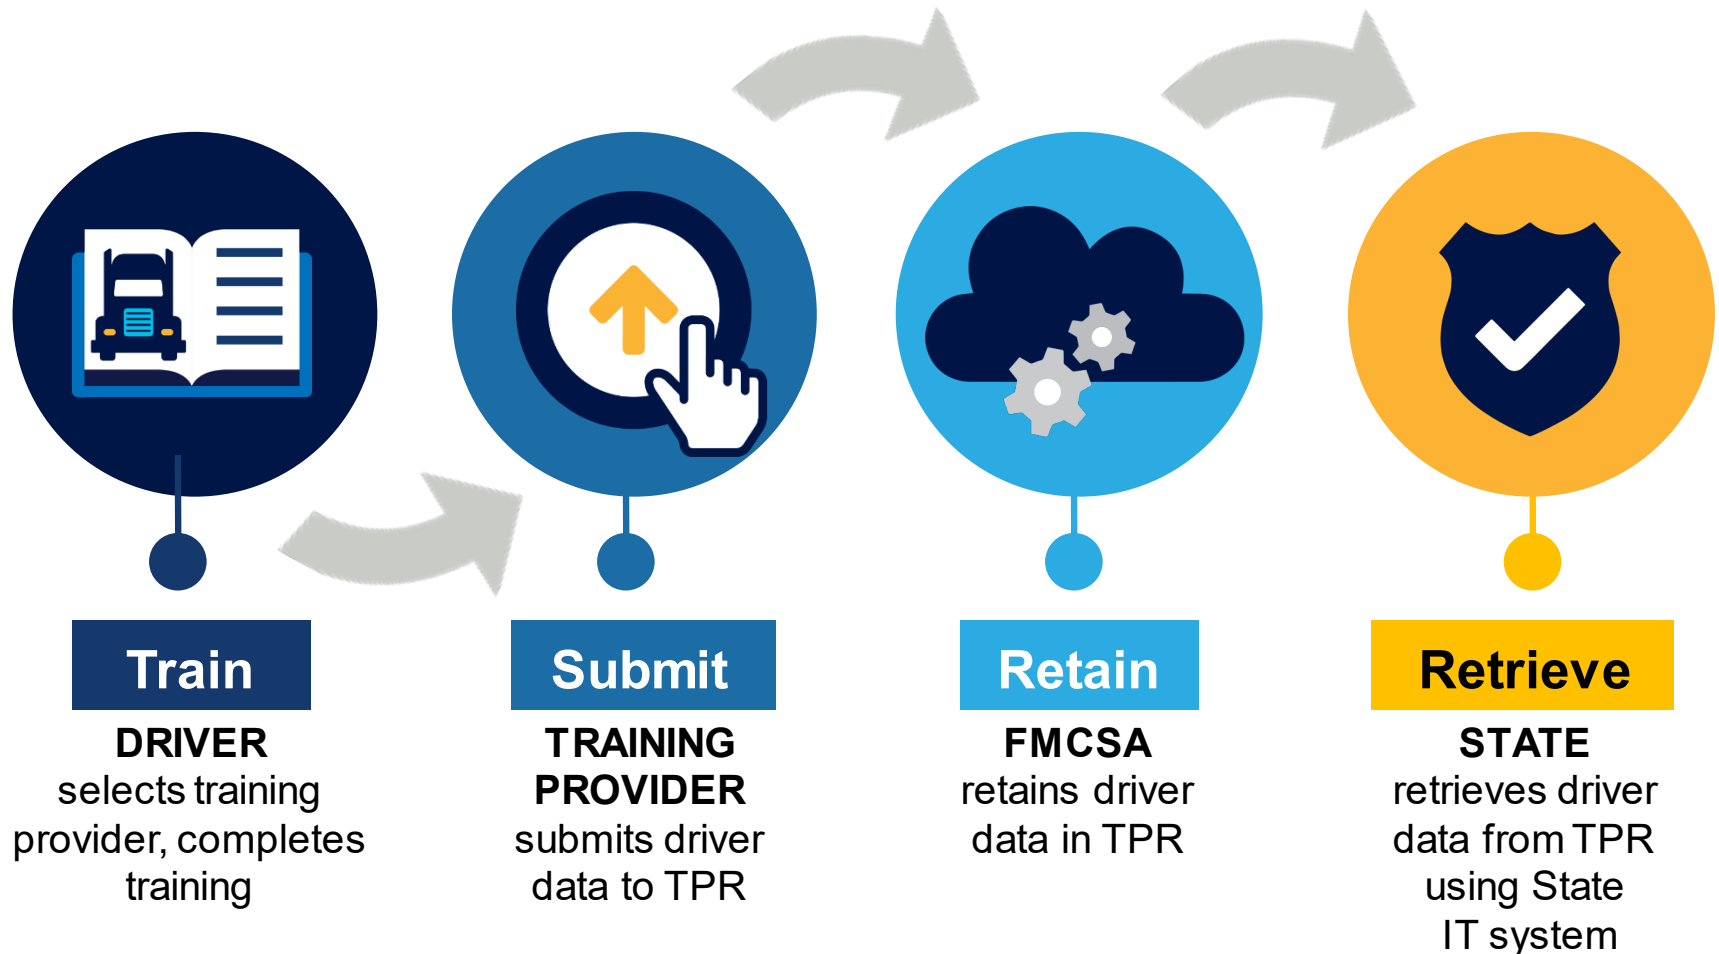 Train
DRIVER
selects training
provider, completes
training
Submit
TRAINING
PROVIDER
submits driver
data to TPR
Retain
FMCSA
retains driver
data in TPR
Retrieve
STATE
retrieves driver
data from TPR
using State
IT system